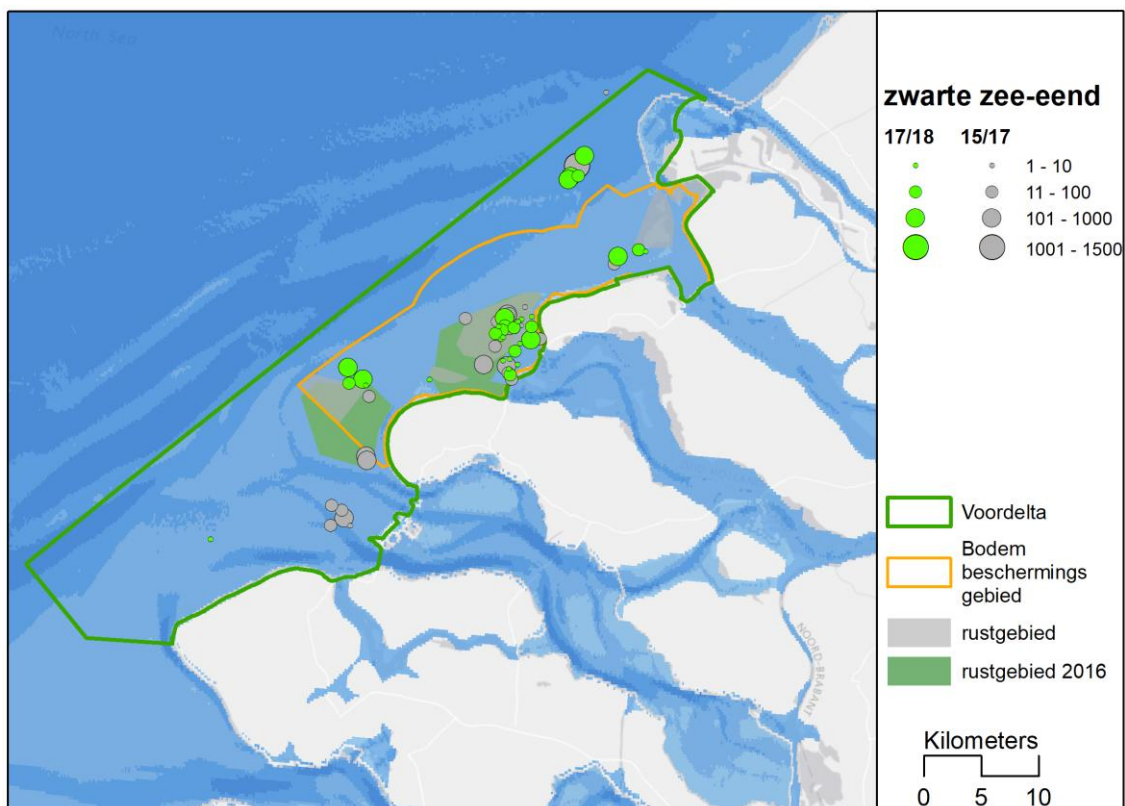 North Sea
NOORD-BRABANT
zwarte zee-eend
17/18 15/17
1 - 10
11 - 100
101 - 1000
1001 - 1500
Voordelta
Bodem
beschermings
gebied
rustgebied
rustgebied 2016
Kilometers
0 5 10